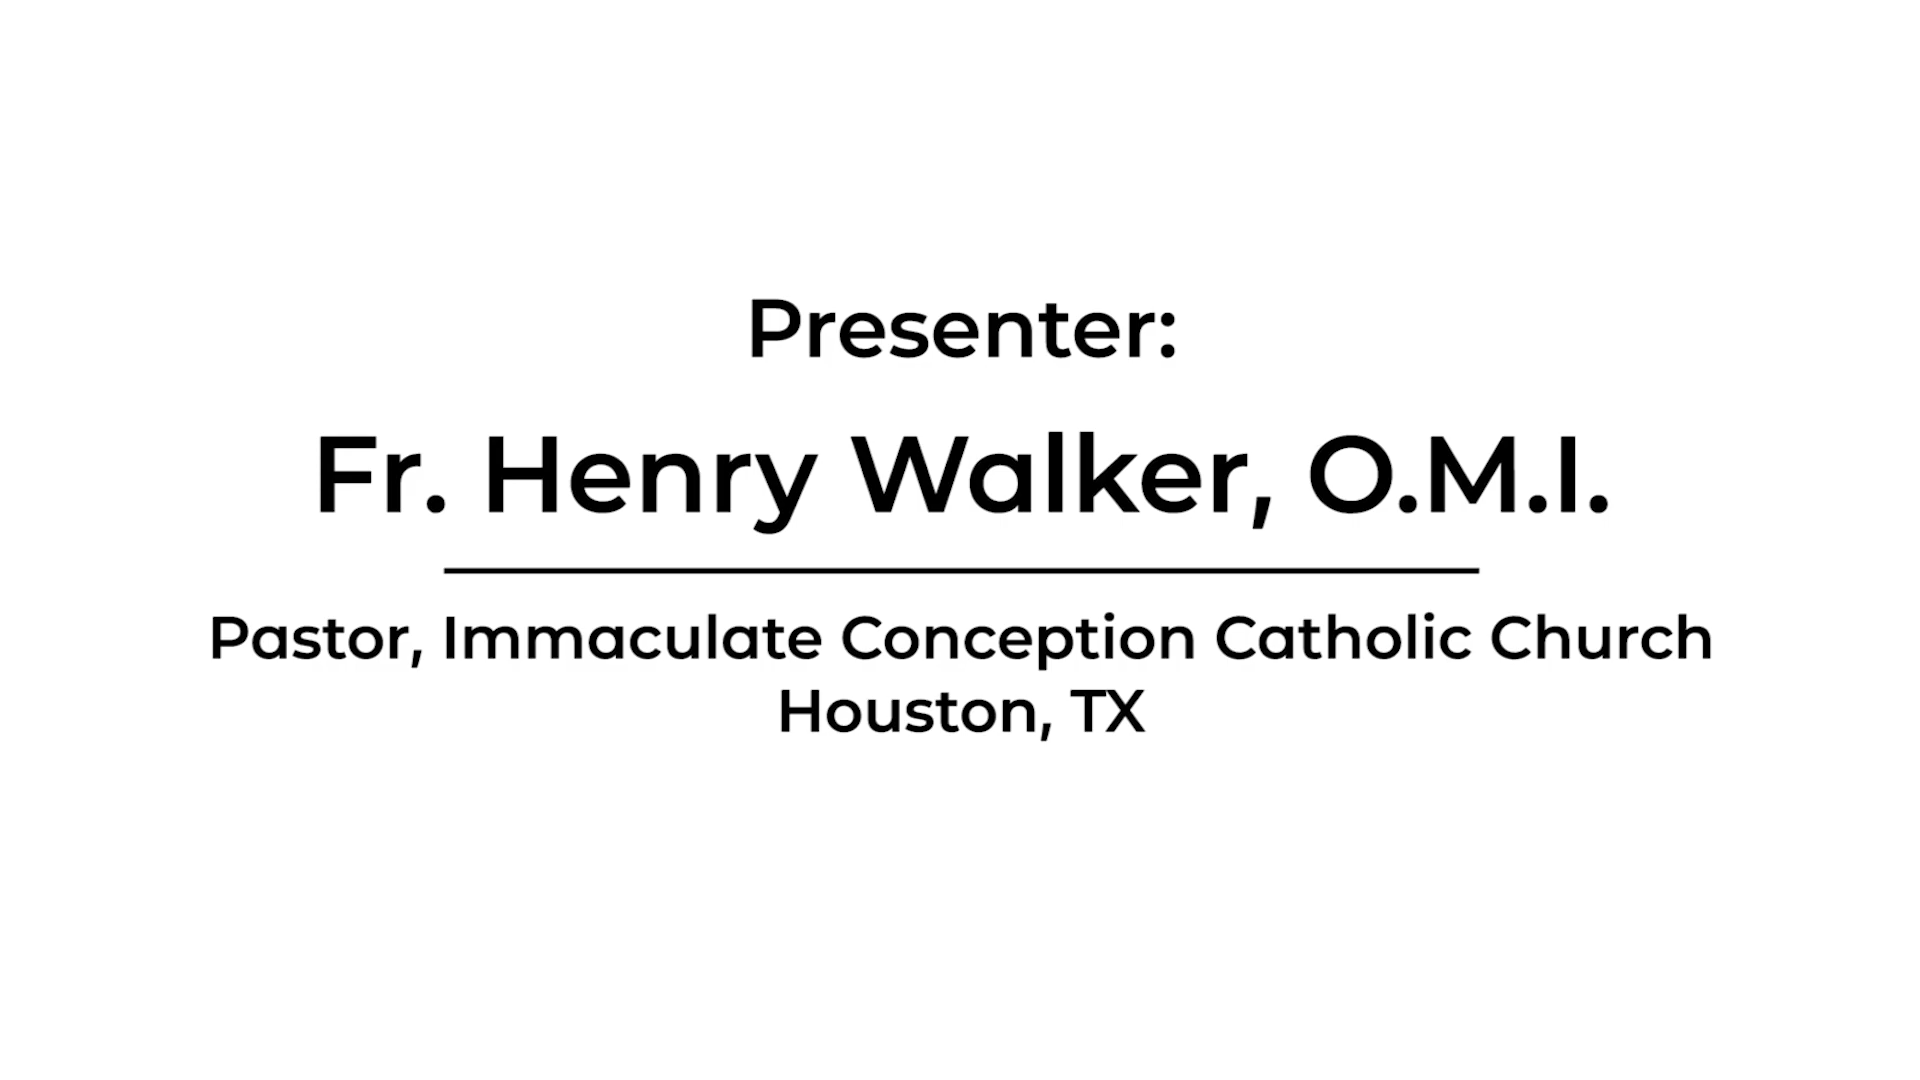 Presenter:
Fr. Henry Walker, O.M.I.
Pastor, Immaculate Conception Catholic Church
Houston, TX